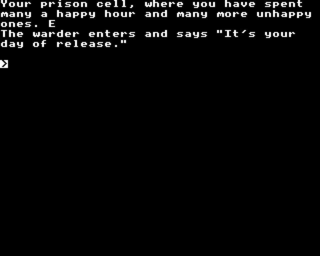 Your prison cell, where you have spent
many a happy hour and many more unhappy
ones. E
The warder enters and says "It's your
day of release."
>